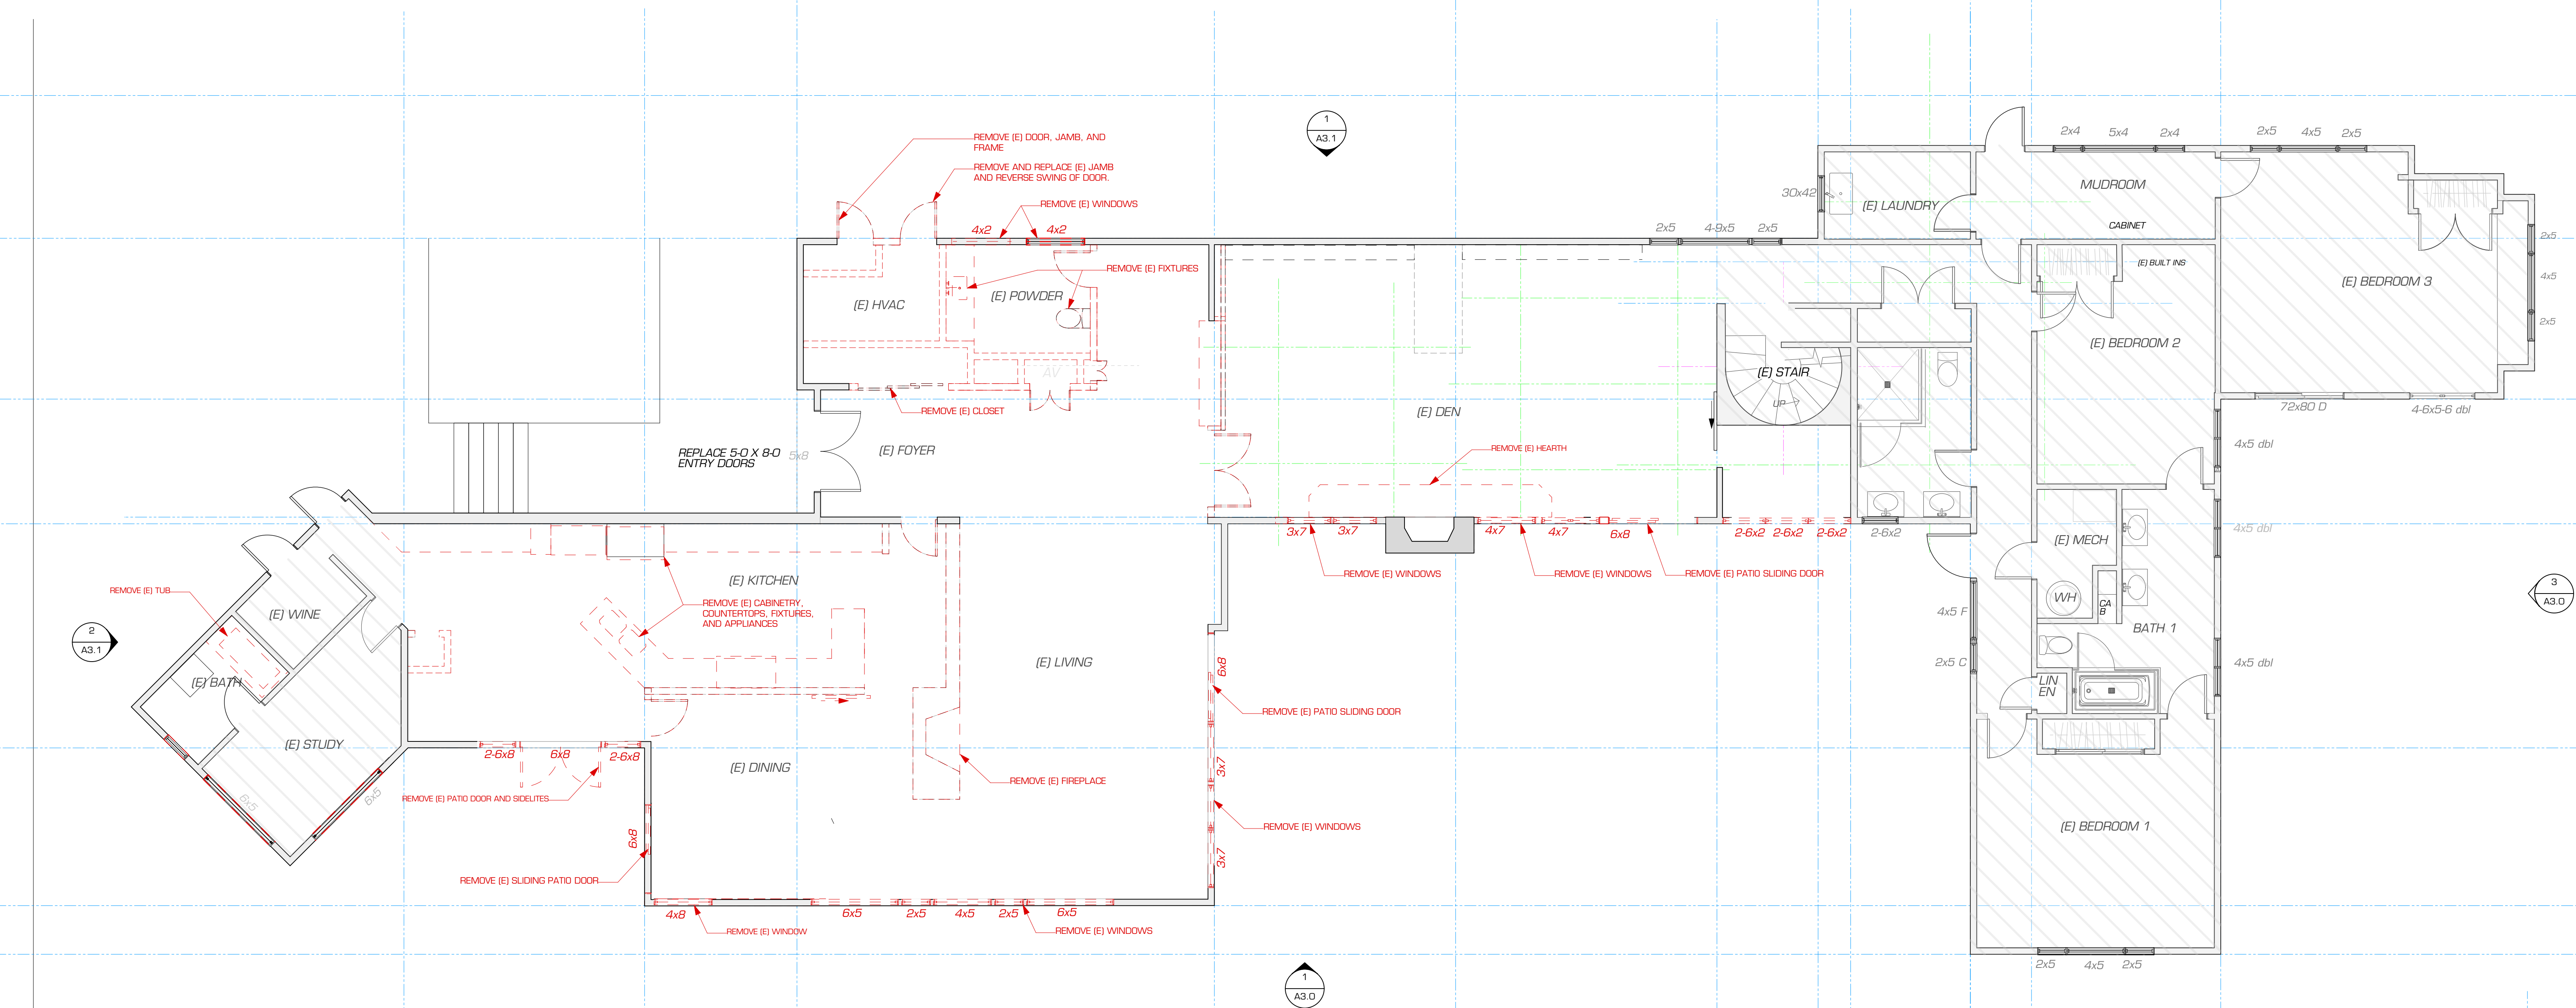 1
A3.1
REMOVE (E) DOOR, JAMB, AND
FRAME
REMOVE AND REPLACE (E) JAMB
AND REVERSE SWING OF DOOR.
REMOVE (E) WINDOWS
4x2
4x2
REMOVE (E) FIXTURES
(E) HVAC
(E) POWDER
AV
REMOVE (E) CLOSET
REPLACE 5-0 X 8-0
ENTRY DOORS
5x8
(E) FOYER
(E) DEN
REMOVE (E) HEARTH
2x5
4-9x5
2x5
30x42
(E) LAUNDRY
2x4
5x4
2x4
MUDROOM
CABINET
(E) BUILT INS
2x5
4x5
2x5
2x5
4x5
2x5
(E) BEDROOM 3
(E) BEDROOM 2
(E) STAIR
UP
72x80 D
4-6x5-6 dbl
4x5 dbl
4x5 dbl
4x5 dbl
3x7
3x7
4x7
4x7
6x8
2-6x2
2-6x2
2-6x2
2-6x2
REMOVE (E) WINDOWS
REMOVE (E) WINDOWS
REMOVE (E) PATIO SLIDING DOOR
(E) MECH
WH
CA
B
BATH 1
LIN
EN
4x5 F
2x5 C
3
A3.0
REMOVE (E) TUB
(E) WINE
2
A3.1
(E) BATH
(E) STUDY
6x5
6x5
(E) KITCHEN
REMOVE (E) CABINETRY,
COUNTERTOPS, FIXTURES,
AND APPLIANCES
(E) LIVING
6x8
REMOVE (E) PATIO SLIDING DOOR
3x7
REMOVE (E) WINDOWS
3x7
2-6x8
6x8
2-6x8
REMOVE (E) PATIO DOOR AND SIDELITES
(E) DINING
REMOVE (E) FIREPLACE
6x8
REMOVE (E) SLIDING PATIO DOOR
4x8
6x5
2x5
4x5
2x5
6x5
REMOVE (E) WINDOW
REMOVE (E) WINDOWS
(E) BEDROOM 1
2x5
4x5
2x5
1
A3.0